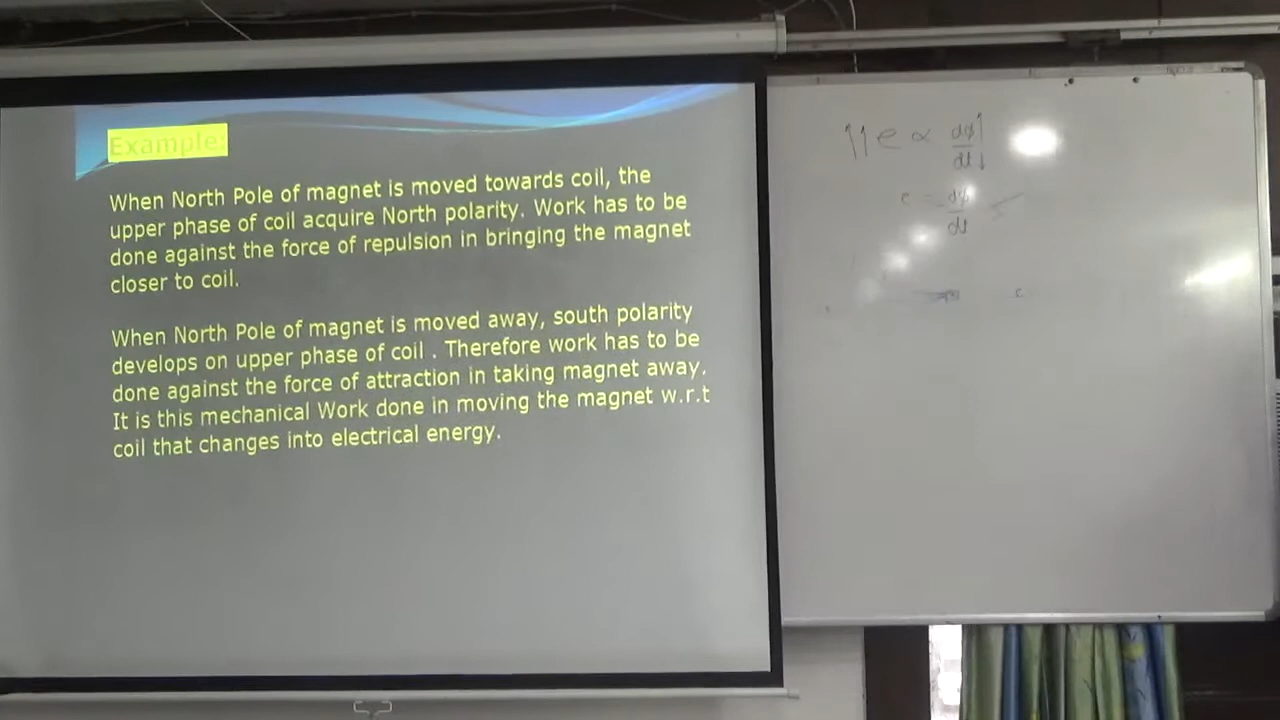 Example:
When North Pole of magnet is moved towards coil, the
upper phase of coil acquire North polarity. Work has to be
done against the force of repulsion in bringing the magnet
closer to coil.
When North Pole of magnet is moved away, south polarity
develops on upper phase of coil . Therefore work has to be
done against the force of attraction in taking magnet away.
It is this mechanical Work done in moving the magnet w.r.t
coil that changes into electrical energy.
↑↑ e ∝ dϕ/dt ↑↓
e = dϕ/dt